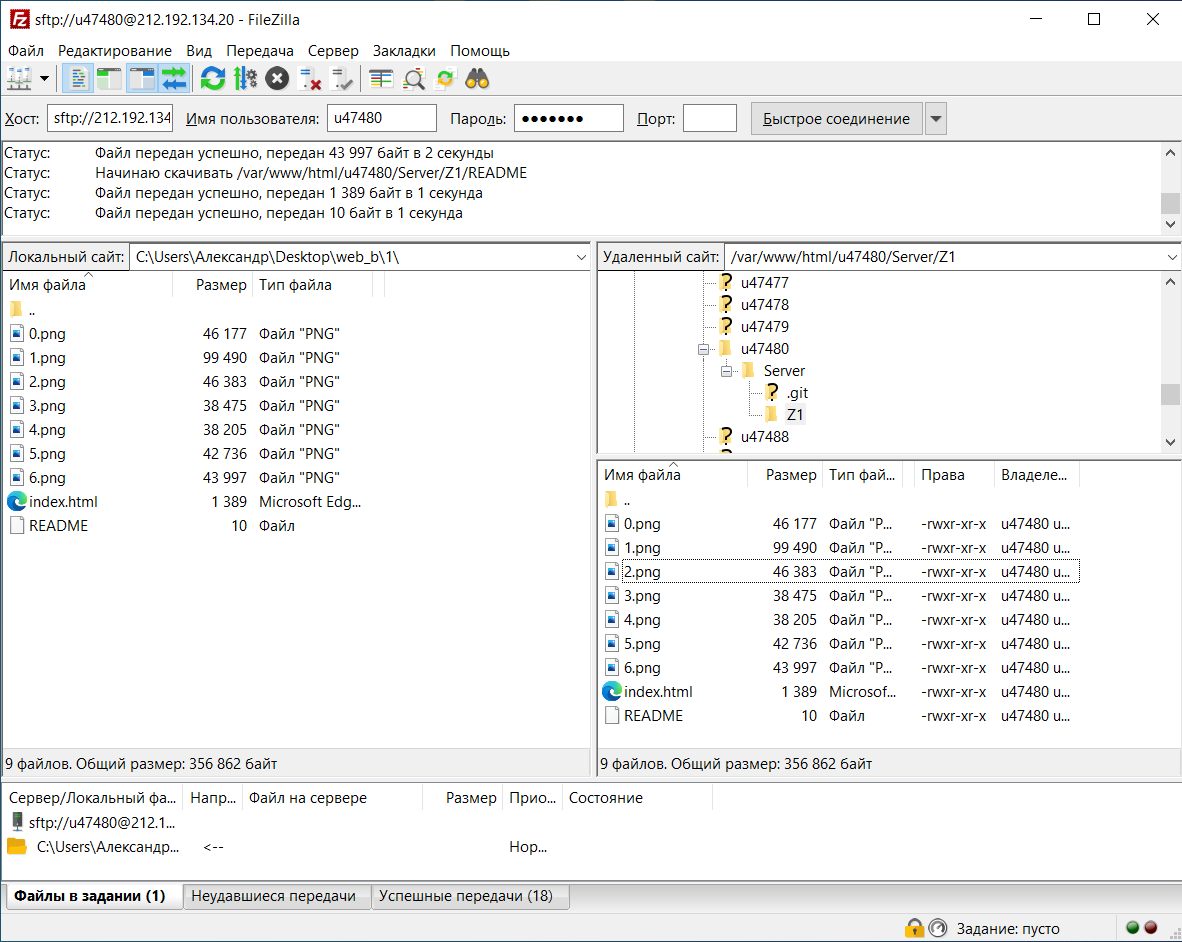 sftp://u47480@212.192.134.20 - FileZilla
Файл Редактирование Вид Передача Сервер Закладки Помощь
Хост: sftp://212.192.134 Имя пользователя: u47480 Пароль: ●●●●●●● Порт: Быстрое соединение
Статус: Файл передан успешно, передан 43 997 байт в 2 секунды
Статус: Начинаю скачивать /var/www/html/u47480/Server/Z1/README
Статус: Файл передан успешно, передан 1 389 байт в 1 секунда
Статус: Файл передан успешно, передан 10 байт в 1 секунда
Локальный сайт: C:\Users\Александр\Desktop\web_b\1\
Имя файла Размер Тип файла
..
0.png 46 177 Файл "PNG"
1.png 99 490 Файл "PNG"
2.png 46 383 Файл "PNG"
3.png 38 475 Файл "PNG"
4.png 38 205 Файл "PNG"
5.png 42 736 Файл "PNG"
6.png 43 997 Файл "PNG"
index.html 1 389 Microsoft Edg...
README 10 Файл
9 файлов. Общий размер: 356 862 байт
Удаленный сайт: /var/www/html/u47480/Server/Z1
u47477
u47478
u47479
u47480
Server
.git
Z1
u47488
Имя файла Размер Тип фай... Права Владеле...
..
0.png 46 177 Файл "P... -rwxr-xr-x u47480 u...
1.png 99 490 Файл "P... -rwxr-xr-x u47480 u...
2.png 46 383 Файл "P... -rwxr-xr-x u47480 u...
3.png 38 475 Файл "P... -rwxr-xr-x u47480 u...
4.png 38 205 Файл "P... -rwxr-xr-x u47480 u...
5.png 42 736 Файл "P... -rwxr-xr-x u47480 u...
6.png 43 997 Файл "P... -rwxr-xr-x u47480 u...
index.html 1 389 Microsof... -rwxr-xr-x u47480 u...
README 10 Файл -rwxr-xr-x u47480 u...
9 файлов. Общий размер: 356 862 байт
Сервер/Локальный фа... Напр... Файл на сервере Размер Прио... Состояние
sftp://u47480@212.1...
C:\Users\Александр... <-- Нор...
Файлы в задании (1) Неудавшиеся передачи Успешные передачи (18)
Задание: пусто